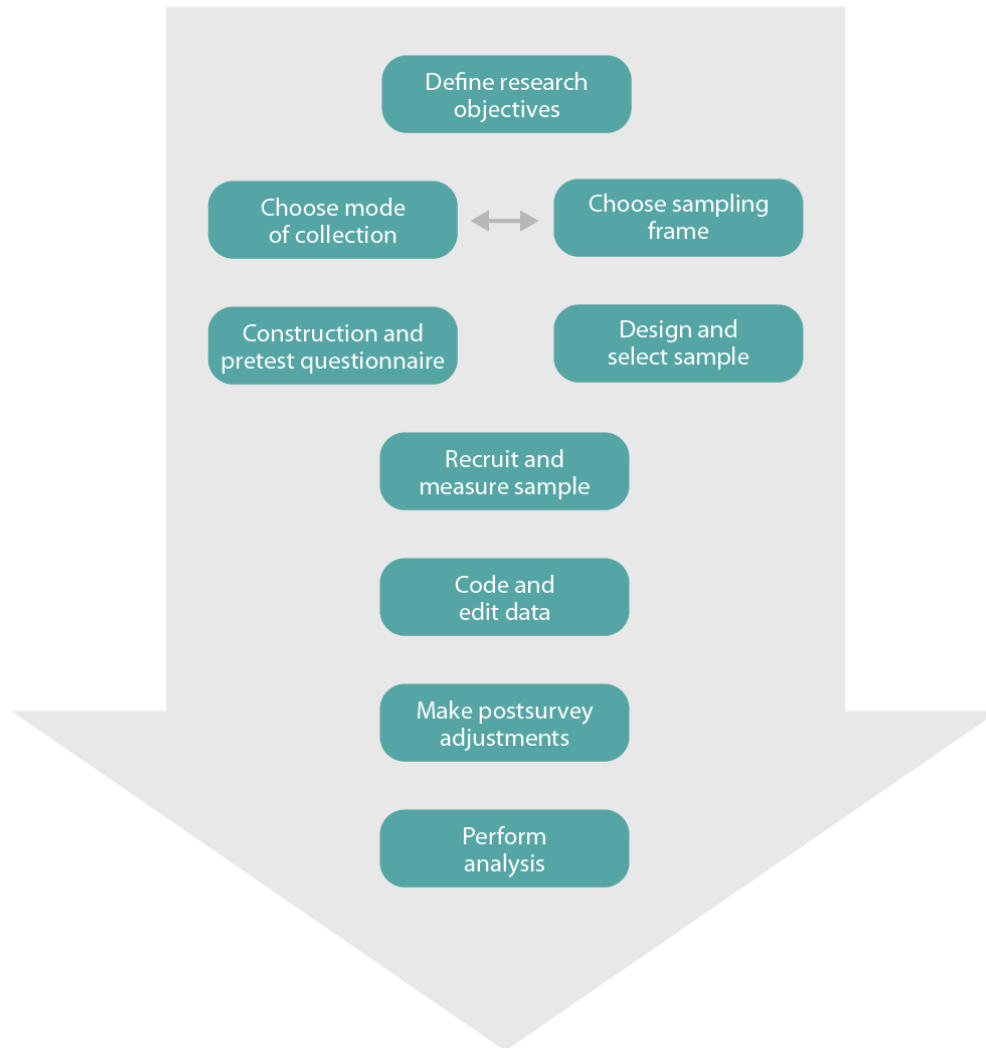 Define research
objectives
Choose mode
of collection
Choose sampling
frame
Construction and
pretest questionnaire
Design and
select sample
Recruit and
measure sample
Code and
edit data
Make postsurvey
adjustments
Perform
analysis